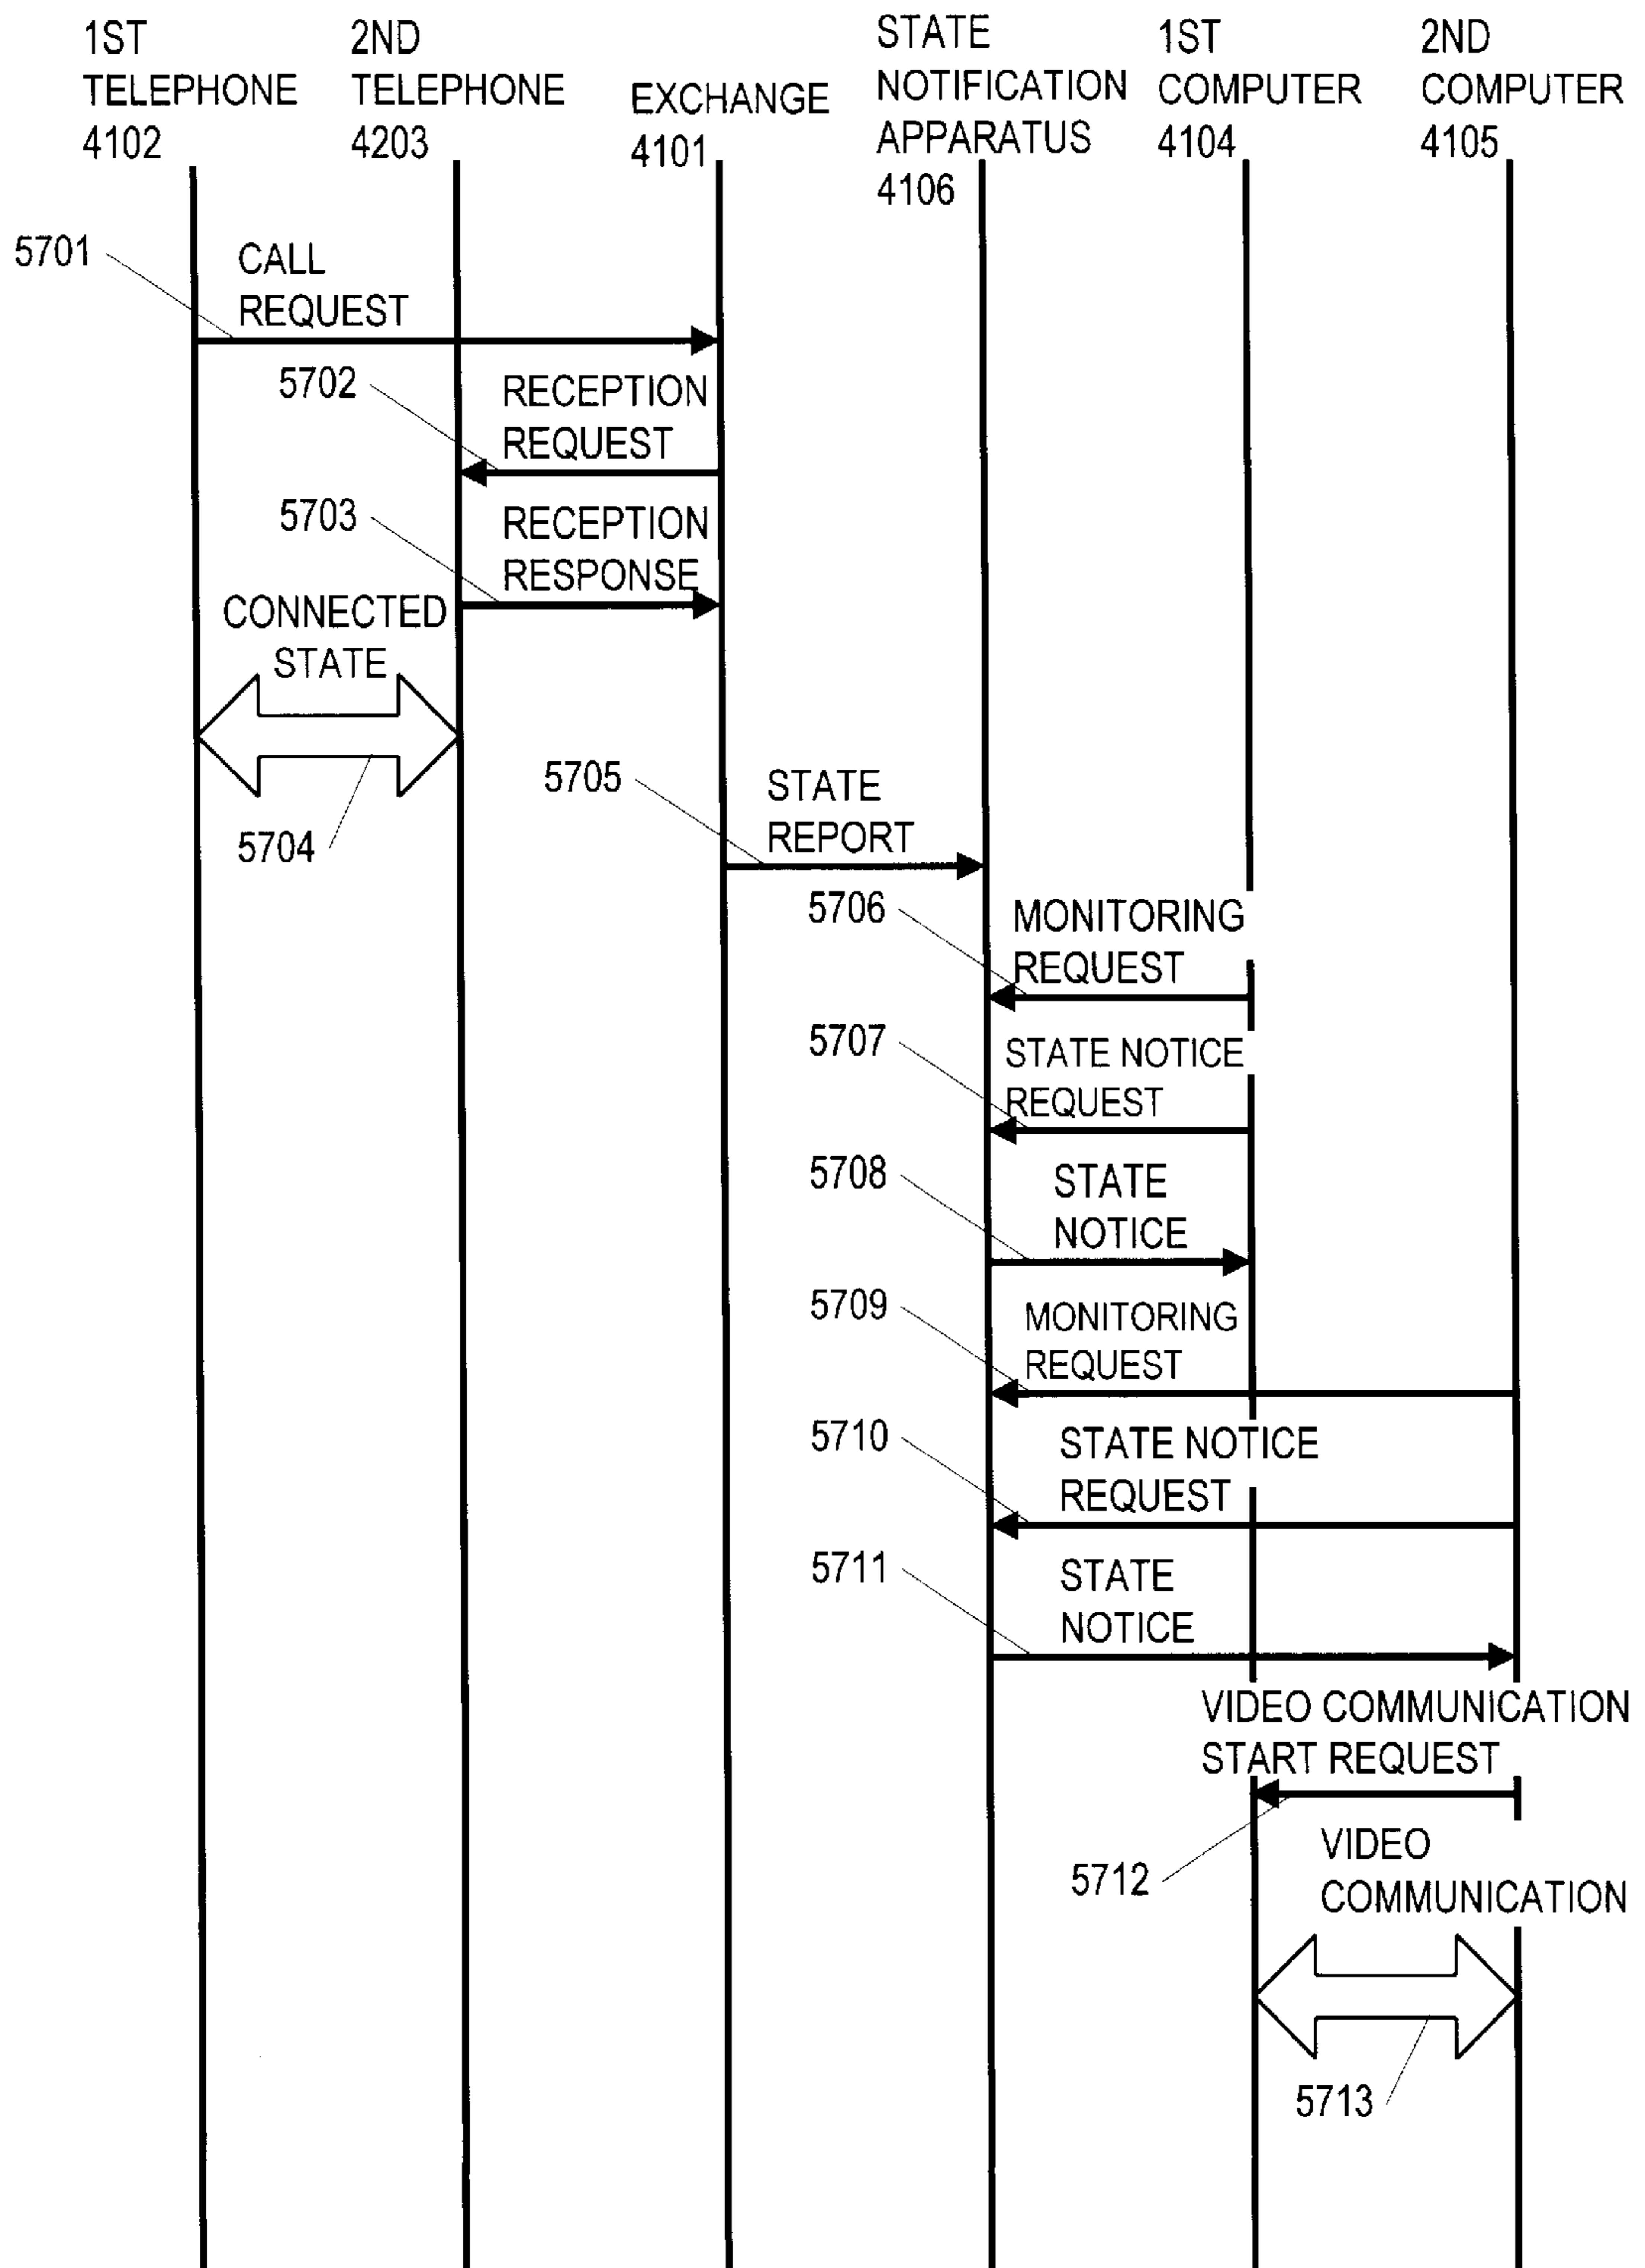 1ST
TELEPHONE
4102
2ND
TELEPHONE
4203
EXCHANGE
4101
STATE
NOTIFICATION
APPARATUS
4106
1ST
COMPUTER
4104
2ND
COMPUTER
4105
5701
CALL
REQUEST
5702
RECEPTION
REQUEST
5703
RECEPTION
RESPONSE
CONNECTED
STATE
5704
5705
STATE
REPORT
5706
MONITORING
REQUEST
5707
STATE NOTICE
REQUEST
5708
STATE
NOTICE
5709
MONITORING
REQUEST
5710
STATE NOTICE
REQUEST
5711
STATE
NOTICE
VIDEO COMMUNICATION
START REQUEST
5712
VIDEO
COMMUNICATION
5713